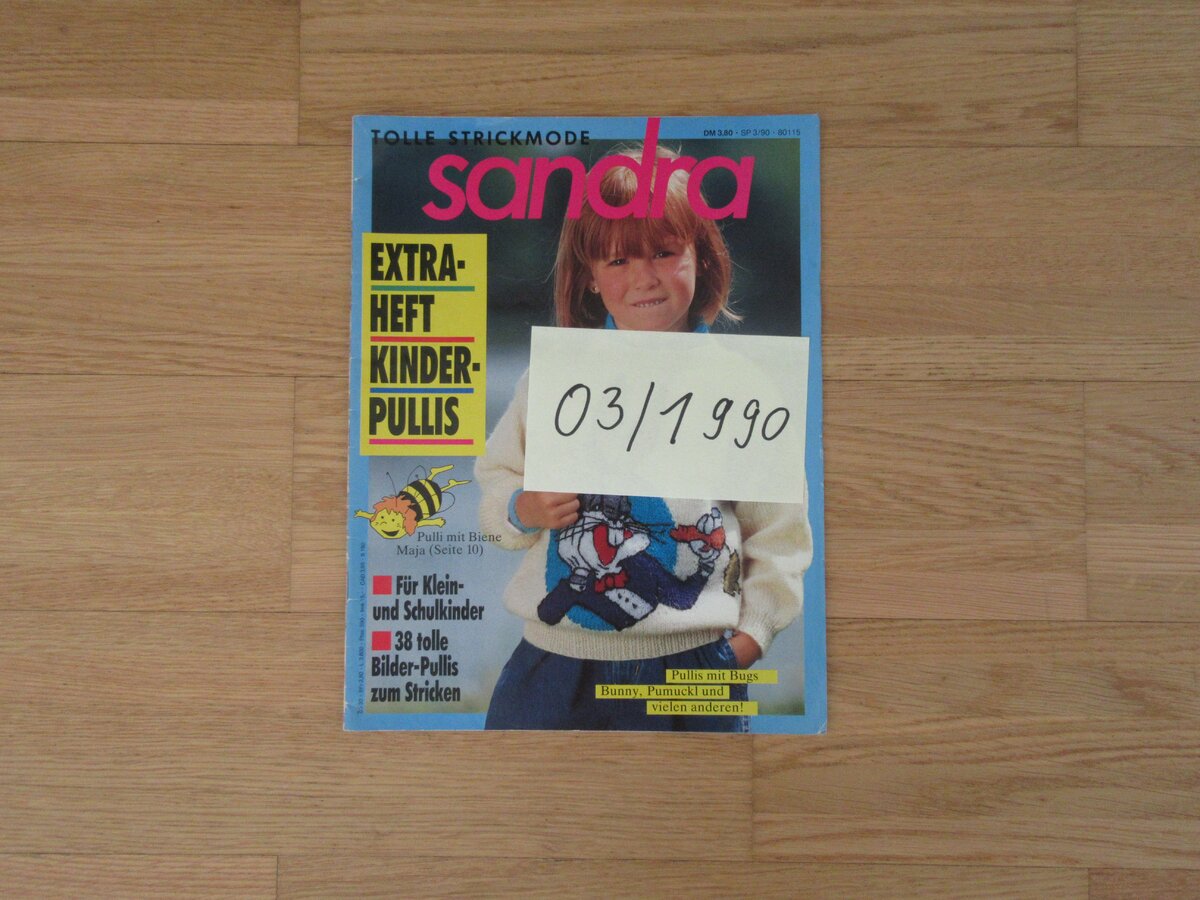 TOLLE STRICKMODE
DM 3,80 · SP 3/90 · 80115
sandra
EXTRA-
HEFT
KINDER-
PULLIS
03/1990
Pulli mit Biene
Maja (Seite 10)
Für Klein-
und Schulkinder
38 tolle
Bilder-Pullis
zum Stricken
Pullis mit Bugs
Bunny, Pumuckl und
vielen anderen!